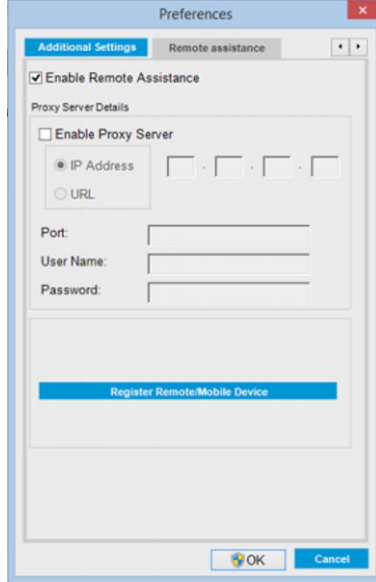 Preferences
Additional Settings
Remote assistance
Enable Remote Assistance
Proxy Server Details
Enable Proxy Server
IP Address
URL
Port:
User Name:
Password:
Register Remote/Mobile Device
OK
Cancel